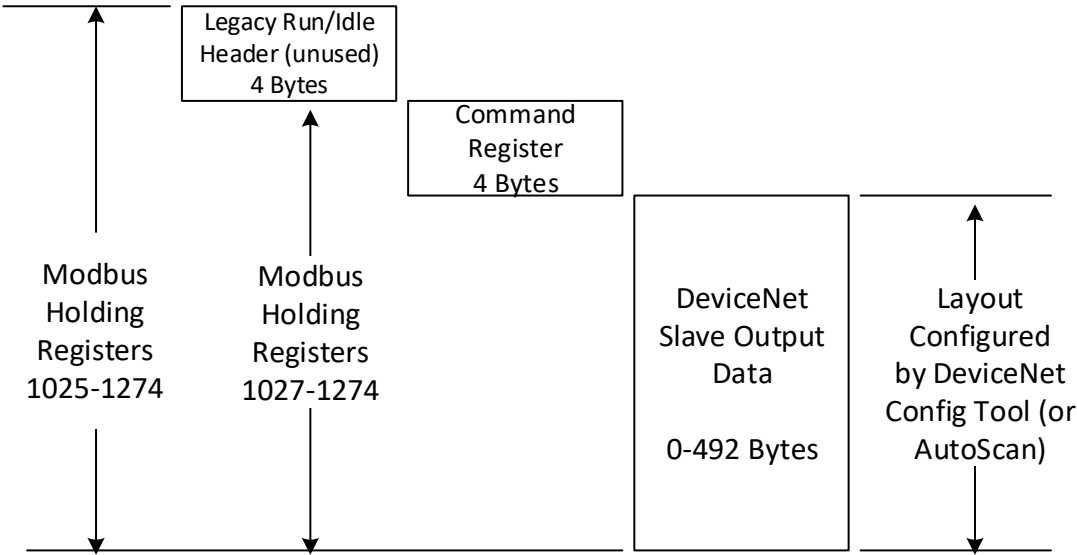 Legacy Run/Idle
Header (unused)
4 Bytes
Command
Register
4 Bytes
Modbus
Holding
Registers
1025-1274
Modbus
Holding
Registers
1027-1274
DeviceNet
Slave Output
Data
0-492 Bytes
Layout
Configured
by DeviceNet
Config Tool (or
AutoScan)